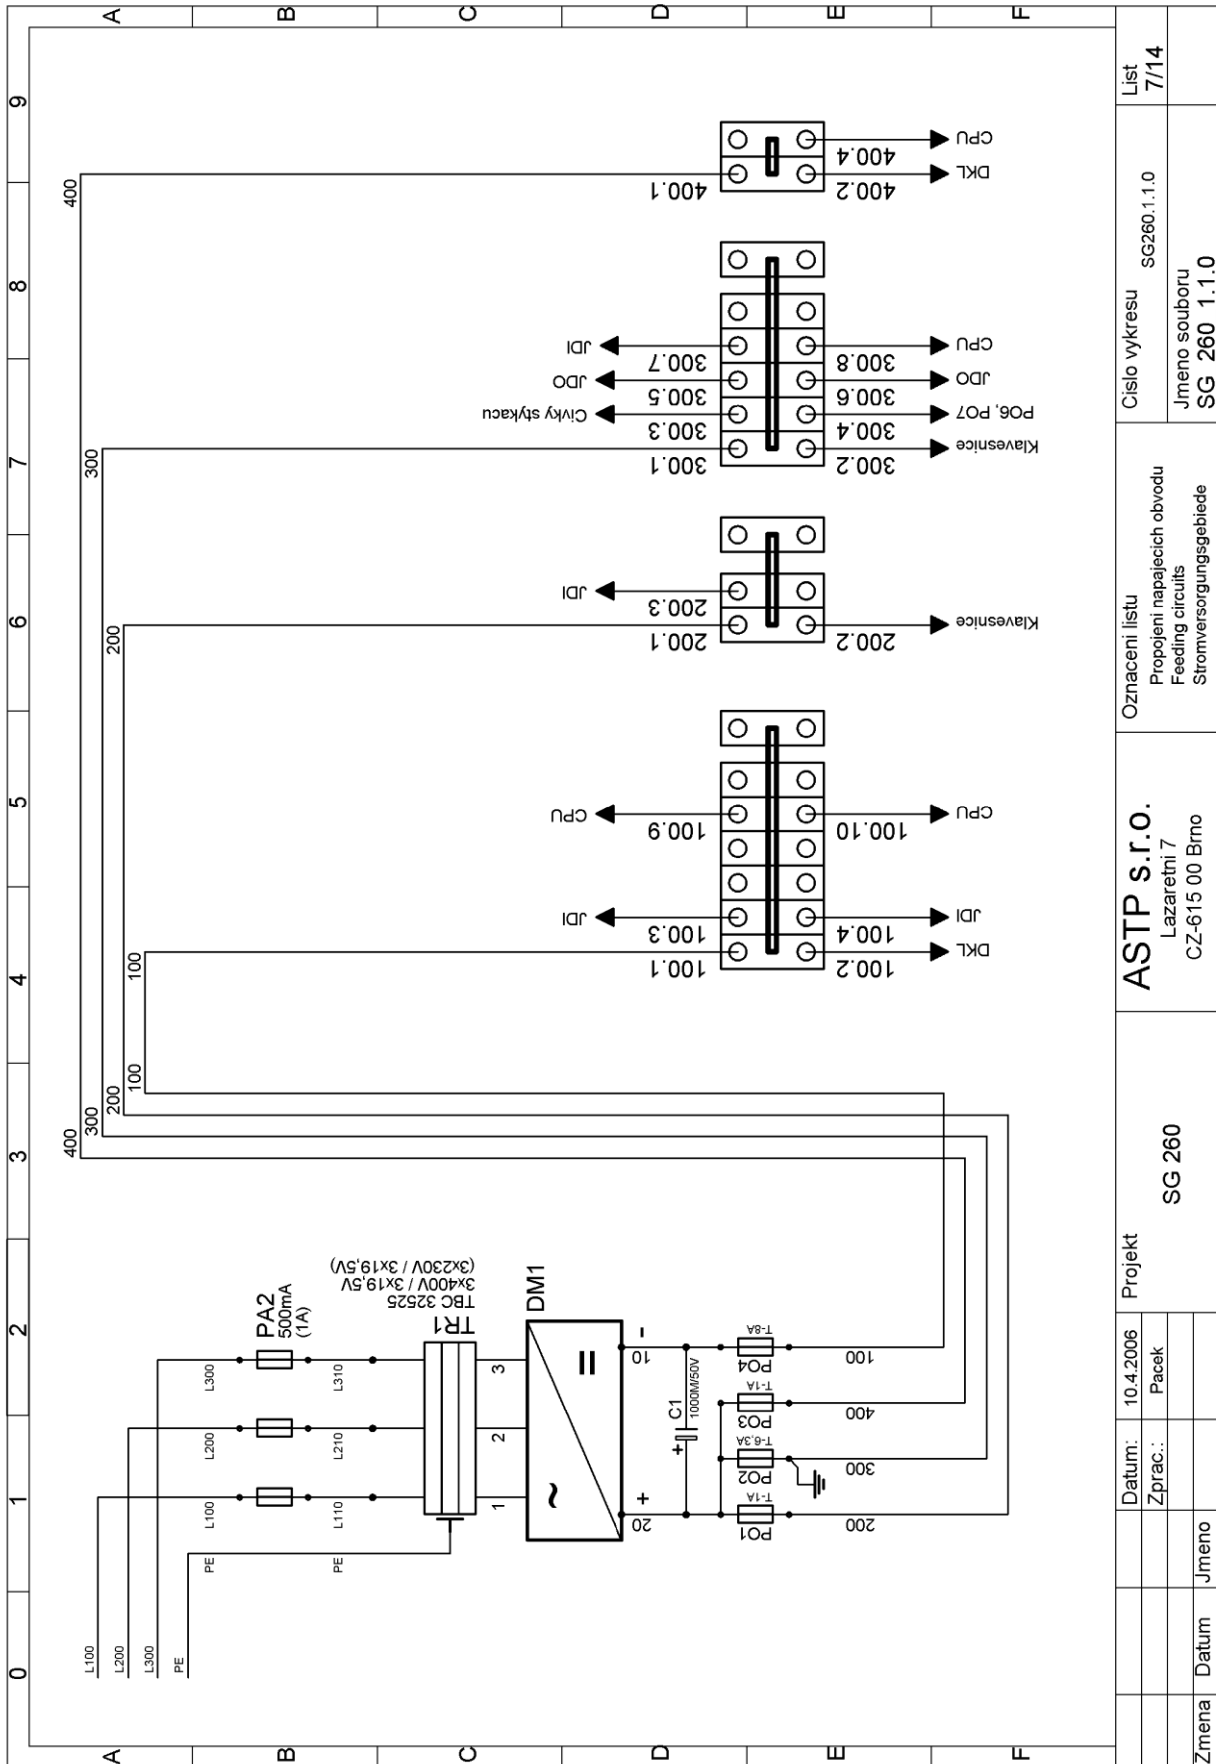 0 1 2 3 4 5 6 7 8 9
A
B
C
D
E
F
A
B
C
D
E
F
L100
L200
L300
PE
L100
L200
L300
PE
PA2
500mA
(1A)
L110
L210
L310
PE
TR1
TBC 32525
3x400V / 3x19,5V
(3x230V / 3x19,5V)
1
2
3
DM1
~
=
20
+
10
-
C1
+
1000M/50V
PO1
T-1A
PO2
T-6,3A
PO3
T-1A
PO4
T-8A
200
300
400
100
400
300
200
100
100
200
300
400
JDI
CPU
100.1
100.3
100.9
100.2
100.4
100.10
DKL
JDI
CPU
JDI
200.1
200.3
200.2
Klavesnice
Civky stykacu
JDO
JDI
300.1
300.3
300.5
300.7
300.2
300.4
300.6
300.8
Klavesnice
PO6, PO7
JDO
CPU
400.1
400.2
400.4
DKL
CPU
Zmena
Datum
Jmeno
Datum:
10.4.2006
Zprac.:
Pacek
Projekt
SG 260
ASTP s.r.o.
Lazaretni 7
CZ-615 00 Brno
Oznaceni listu
Propojeni napajecich obvodu
Feeding circuits
Stromversorgungsgebiede
Cislo vykresu
SG260.1.1.0
Jmeno souboru
SG 260 1.1.0
List
7/14